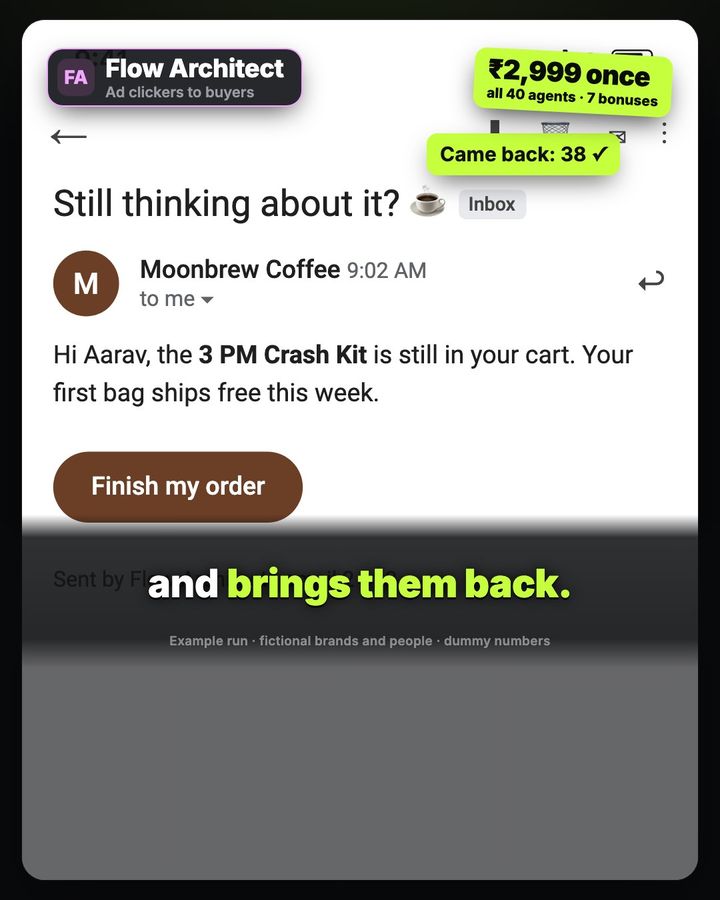 FA
Flow Architect
Ad clickers to buyers
₹2,999 once
all 40 agents · 7 bonuses
Came back: 38 ✓
Still thinking about it? ☕ Inbox
M
Moonbrew Coffee 9:02 AM
to me
Hi Aarav, the 3 PM Crash Kit is still in your cart. Your
first bag ships free this week.
Finish my order
Sent by
and brings them back.
Example run · fictional brands and people · dummy numbers